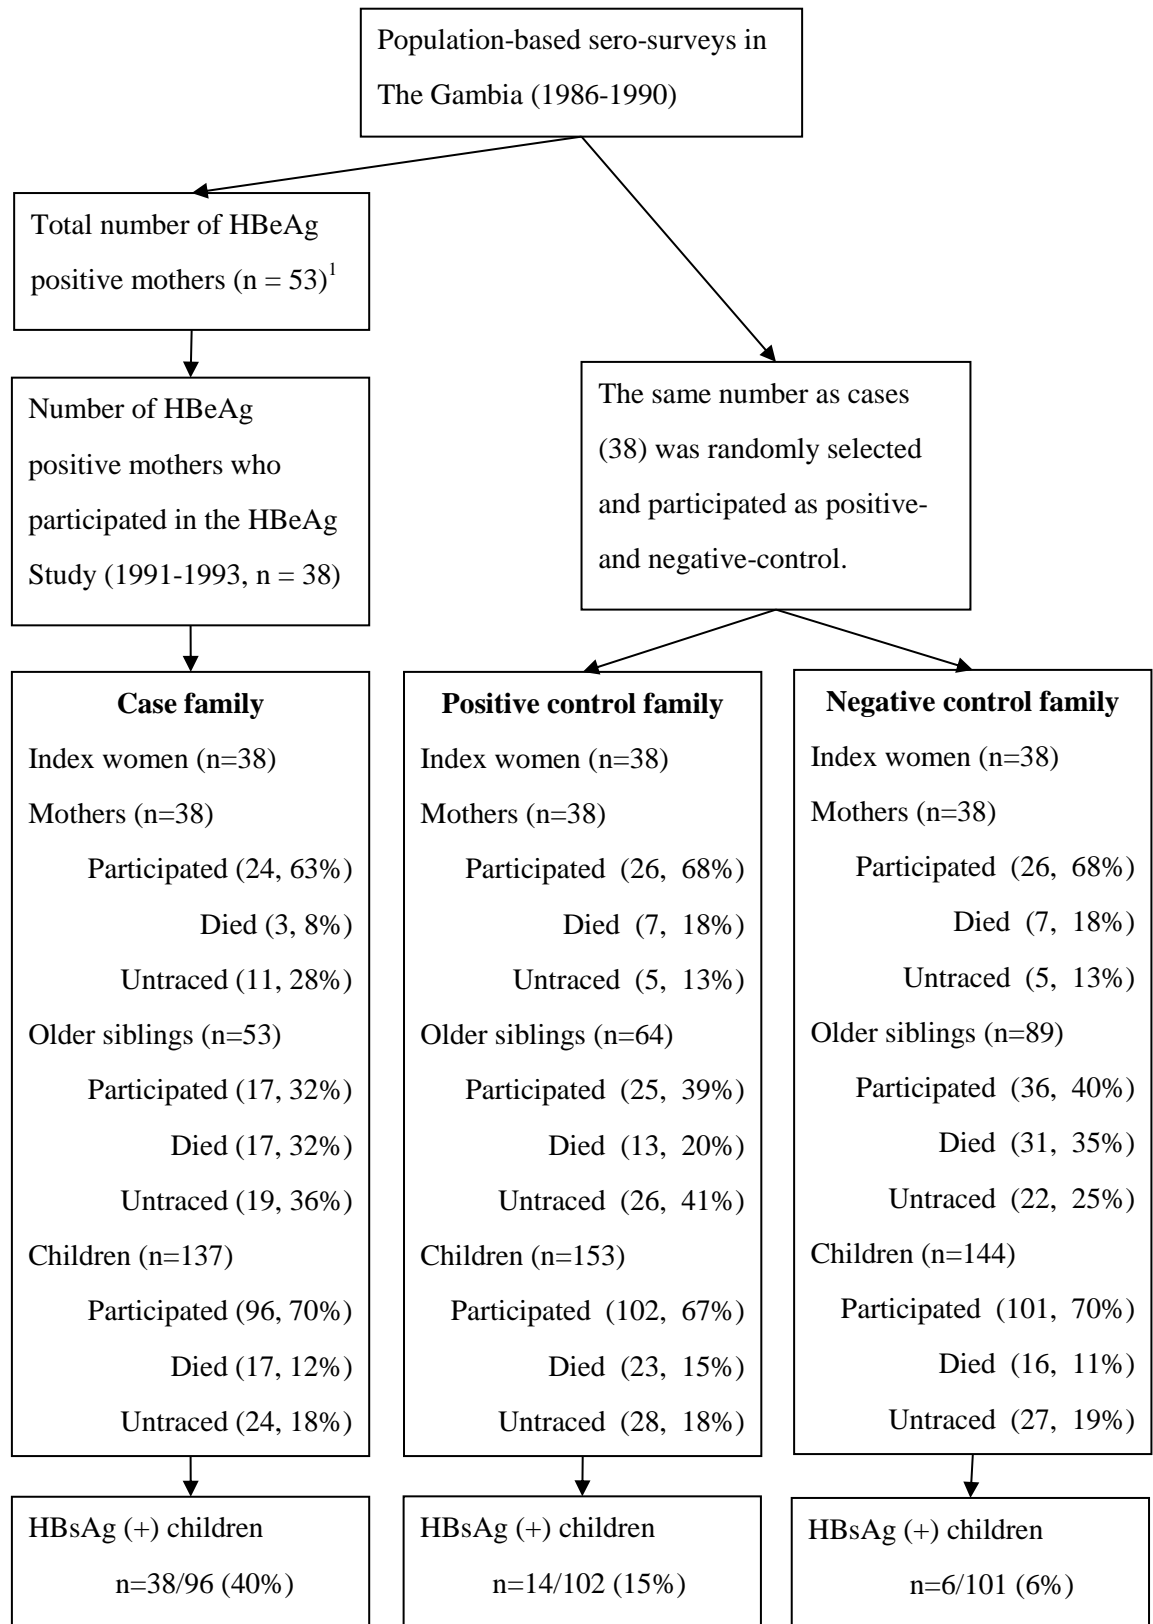 Population-based sero-surveys in
The Gambia (1986-1990)
Total number of HBeAg
positive mothers (n = 53)1
Number of HBeAg
positive mothers who
participated in the HBeAg
Study (1991-1993, n = 38)
The same number as cases
(38) was randomly selected
and participated as positive-
and negative-control.
Case family
Index women (n=38)
Mothers (n=38)
Participated (24, 63%)
Died (3, 8%)
Untraced (11, 28%)
Older siblings (n=53)
Participated (17, 32%)
Died (17, 32%)
Untraced (19, 36%)
Children (n=137)
Participated (96, 70%)
Died (17, 12%)
Untraced (24, 18%)
Positive control family
Index women (n=38)
Mothers (n=38)
Participated (26, 68%)
Died (7, 18%)
Untraced (5, 13%)
Older siblings (n=64)
Participated (25, 39%)
Died (13, 20%)
Untraced (26, 41%)
Children (n=153)
Participated (102, 67%)
Died (23, 15%)
Untraced (28, 18%)
Negative control family
Index women (n=38)
Mothers (n=38)
Participated (26, 68%)
Died (7, 18%)
Untraced (5, 13%)
Older siblings (n=89)
Participated (36, 40%)
Died (31, 35%)
Untraced (22, 25%)
Children (n=144)
Participated (101, 70%)
Died (16, 11%)
Untraced (27, 19%)
HBsAg (+) children
n=38/96 (40%)
HBsAg (+) children
n=14/102 (15%)
HBsAg (+) children
n=6/101 (6%)